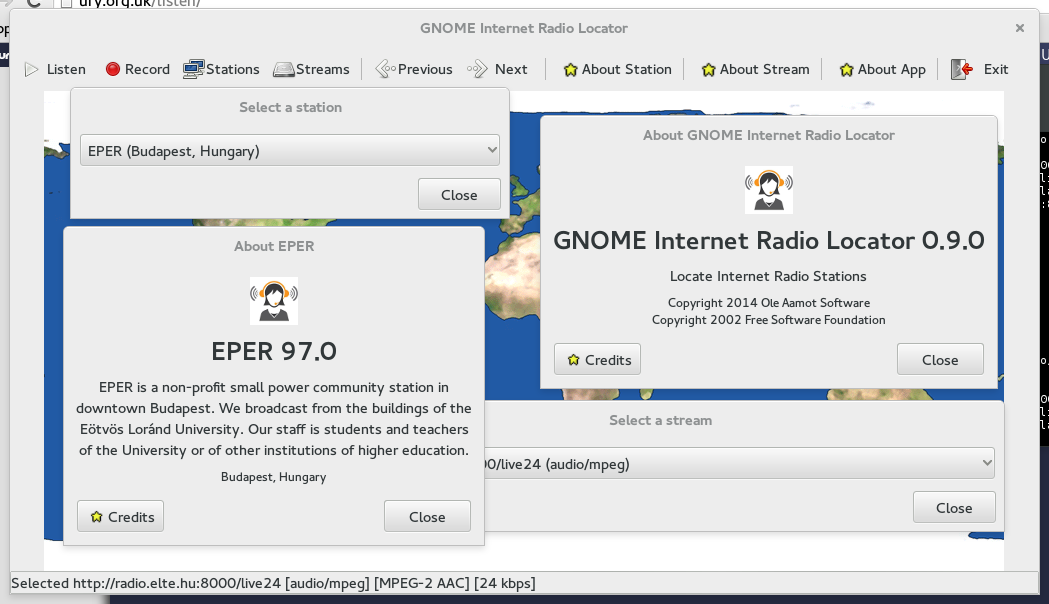 ury.org.uk/listen/
GNOME Internet Radio Locator
Listen Record Stations Streams Previous Next About Station About Stream About App Exit
Select a station
EPER (Budapest, Hungary)
Close
About GNOME Internet Radio Locator
GNOME Internet Radio Locator 0.9.0
Locate Internet Radio Stations
Copyright 2014 Ole Aamot Software
Copyright 2002 Free Software Foundation
Credits Close
About EPER
EPER 97.0
EPER is a non-profit small power community station in
downtown Budapest. We broadcast from the buildings of the
Eötvös Loránd University. Our staff is students and teachers
of the University or of other institutions of higher education.
Budapest, Hungary
Credits Close
Select a stream
00/live24 (audio/mpeg)
Close
Selected http://radio.elte.hu:8000/live24 [audio/mpeg] [MPEG-2 AAC] [24 kbps]